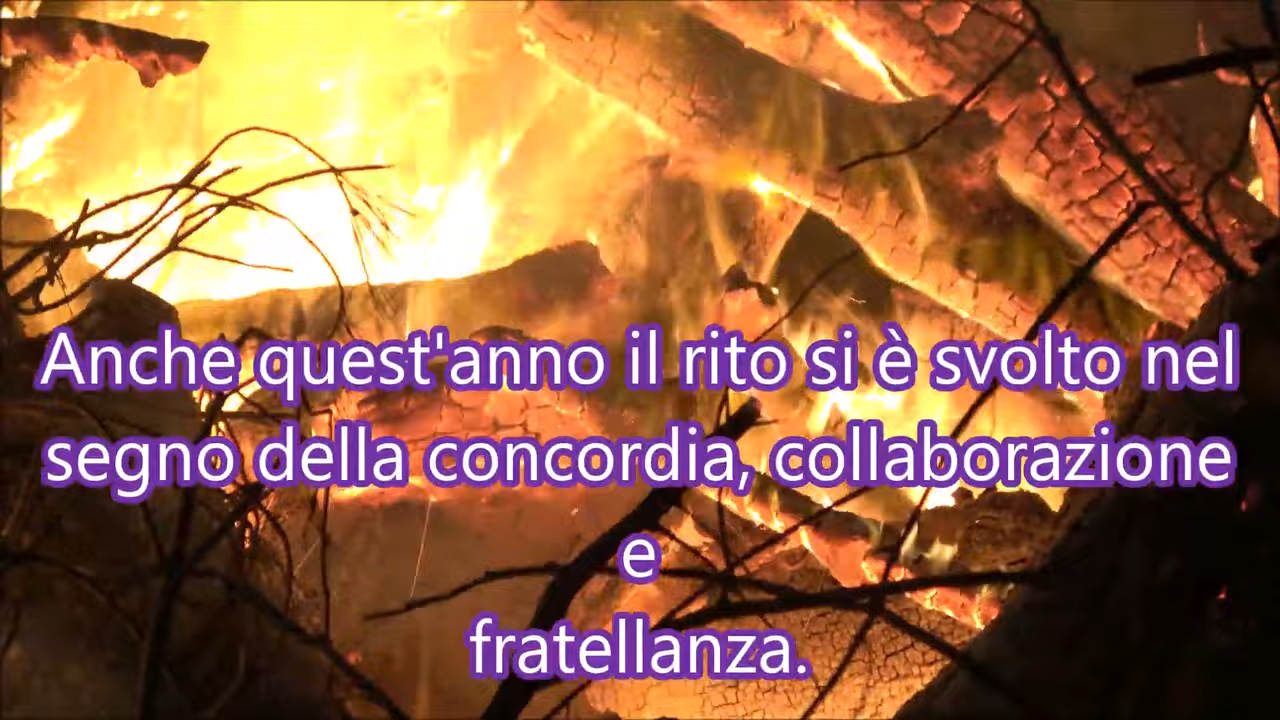 Anche quest'anno il rito si è svolto nel
segno della concordia, collaborazione
e
fratellanza.